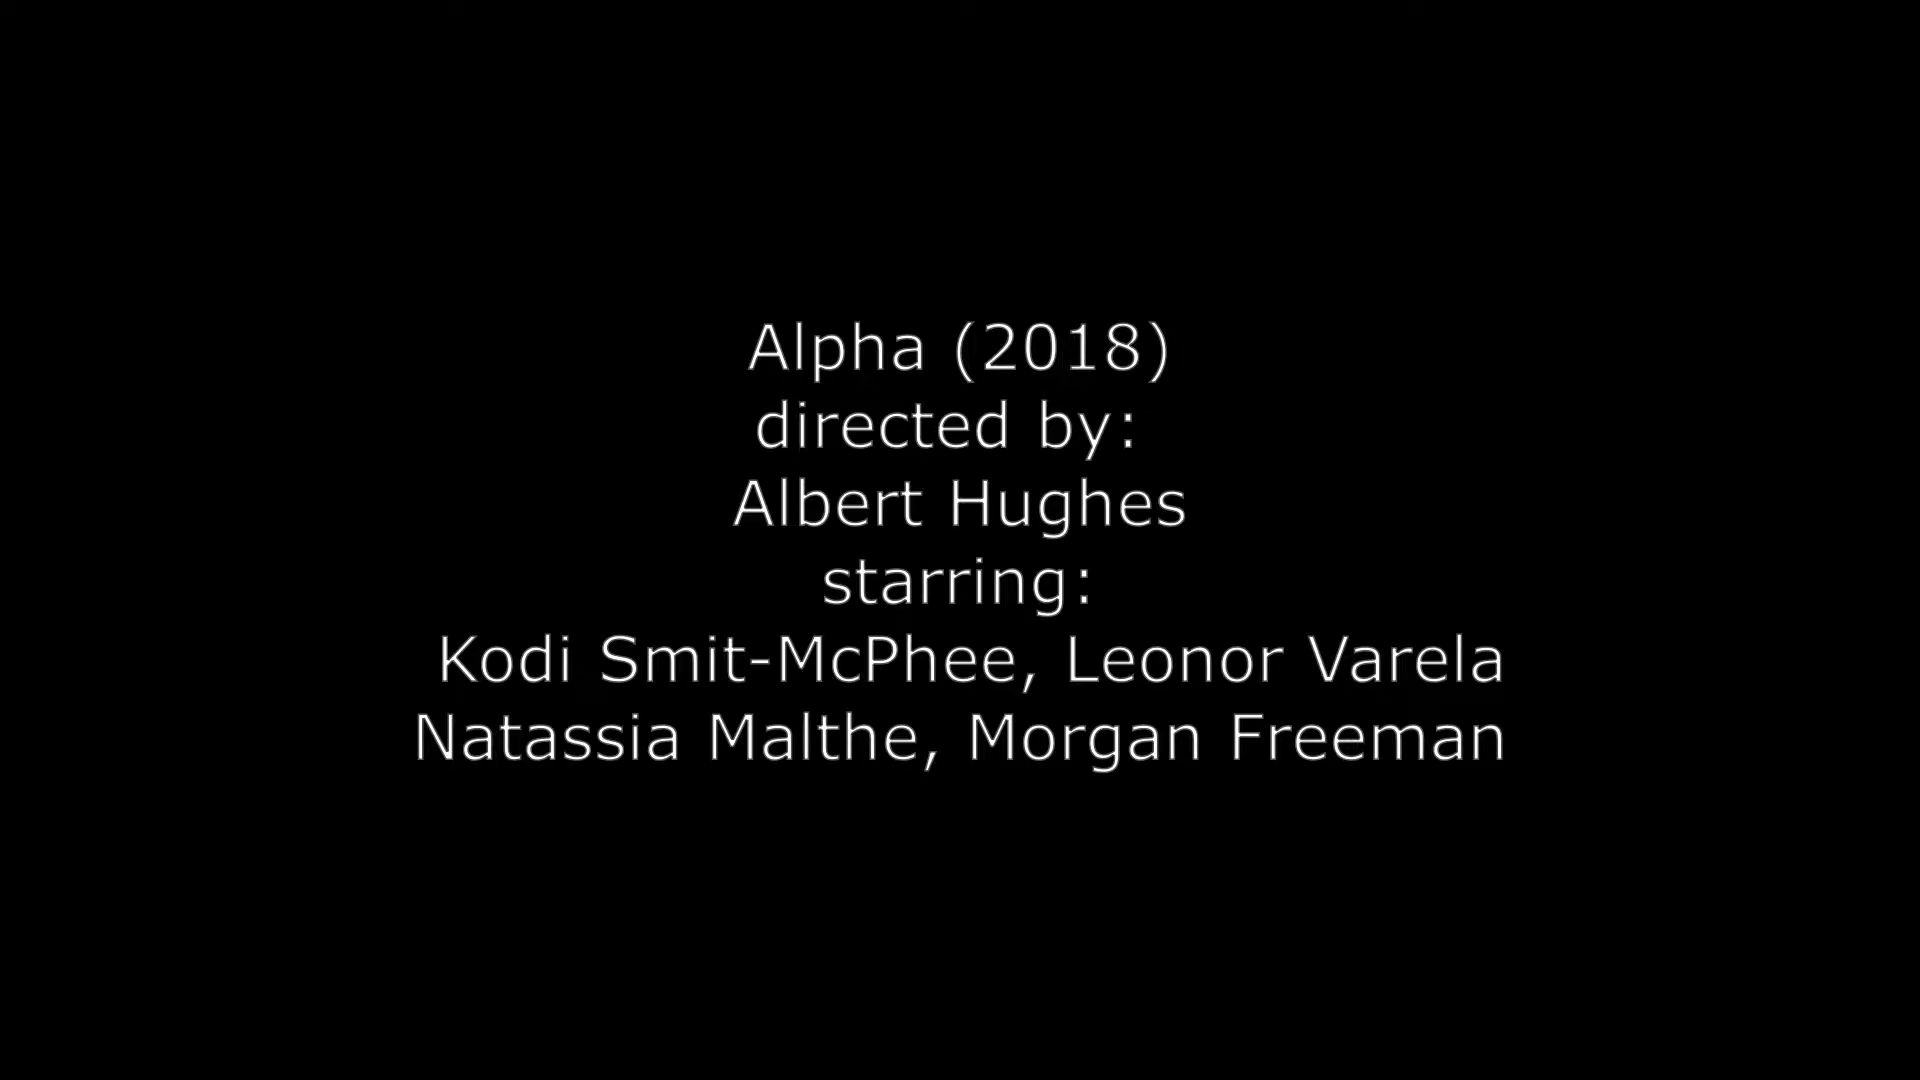 Alpha (2018)
directed by:
Albert Hughes
starring:
Kodi Smit-McPhee, Leonor Varela
Natassia Malthe, Morgan Freeman